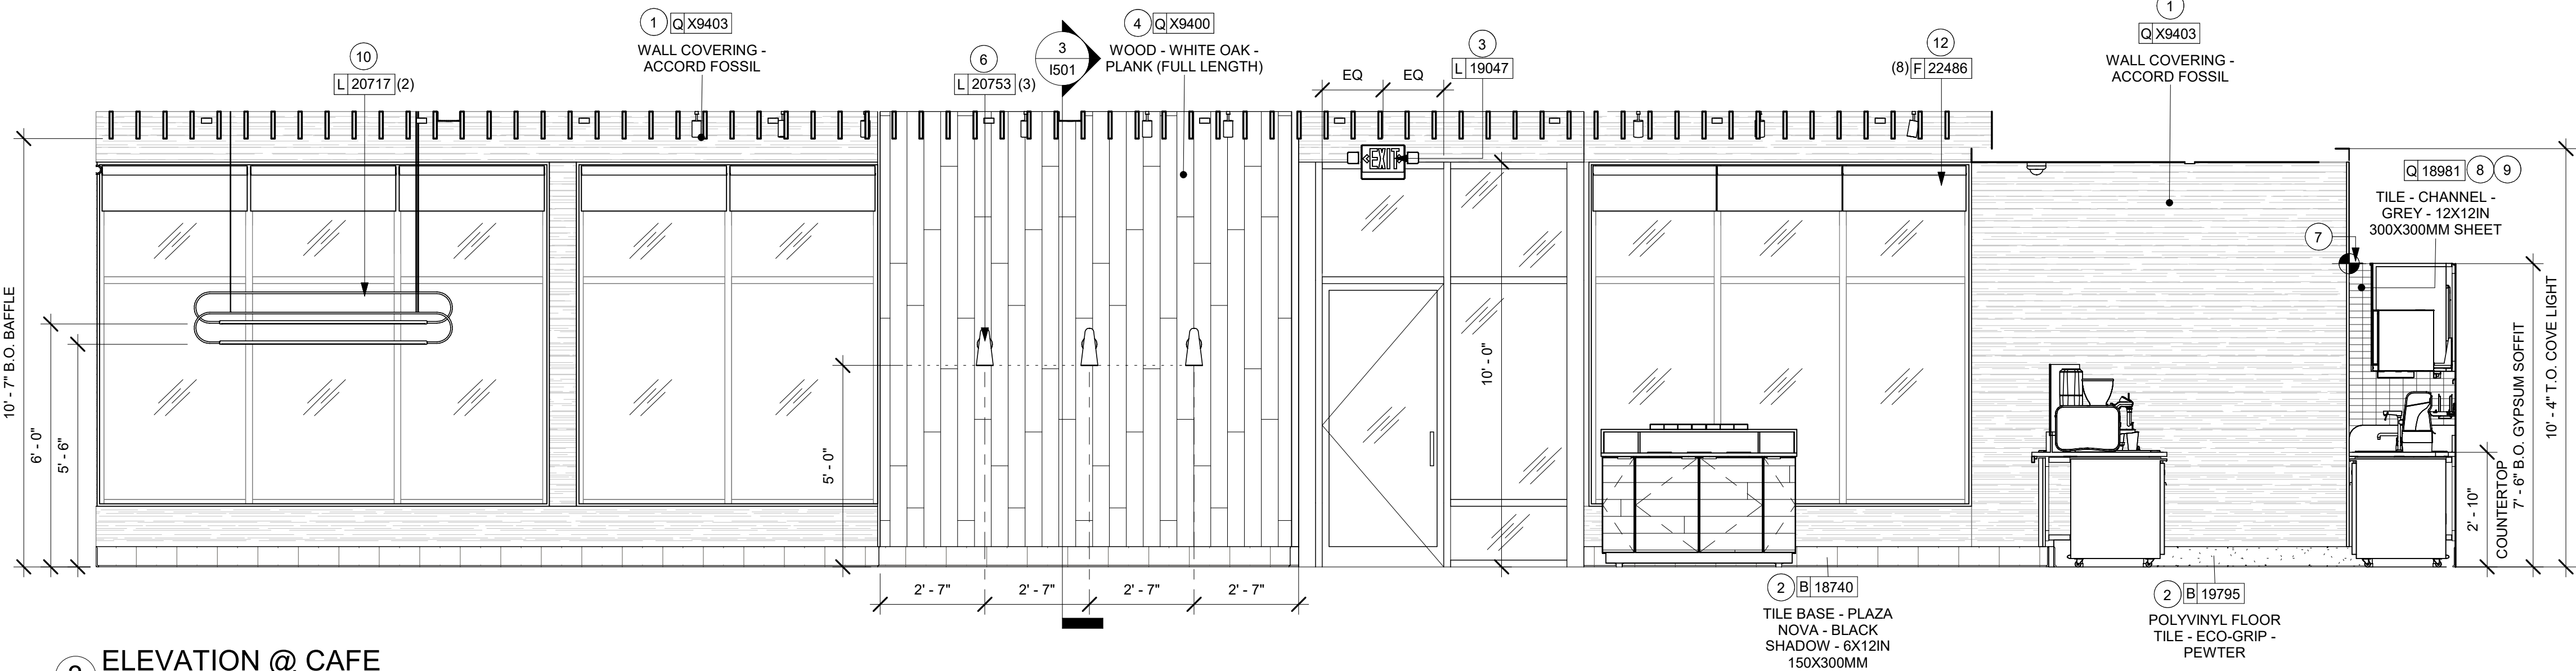 1 Q X9403
WALL COVERING -
ACCORD FOSSIL
10
L 20717 (2)
6
L 20753 (3)
3
I501
4 Q X9400
WOOD - WHITE OAK -
PLANK (FULL LENGTH)
EQ EQ
3
L 19047
12
(8) F 22486
1
Q X9403
WALL COVERING -
ACCORD FOSSIL
EXIT
Q 18981 8 9
TILE - CHANNEL -
GREY - 12X12IN
300X300MM SHEET
7
10' - 7" B.O. BAFFLE
6' - 0"
5' - 6"
5' - 0"
10' - 0"
2' - 10"
COUNTERTOP
7' - 6" B.O. GYPSUM SOFFIT
10' - 4" T.O. COVE LIGHT
2' - 7" 2' - 7" 2' - 7" 2' - 7"
2 B 18740
TILE BASE - PLAZA
NOVA - BLACK
SHADOW - 6X12IN
150X300MM
2 B 19795
POLYVINYL FLOOR
TILE - ECO-GRIP -
PEWTER
ELEVATION @ CAFE